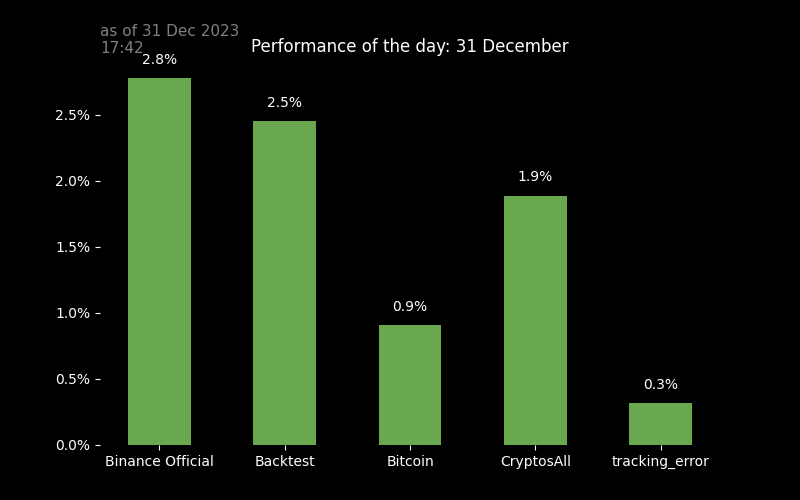 as of 31 Dec 2023
17:42
Performance of the day: 31 December
2.8%
2.5%
1.9%
0.9%
0.3%
2.5%
2.0%
1.5%
1.0%
0.5%
0.0%
Binance Official
Backtest
Bitcoin
CryptosAll
tracking_error